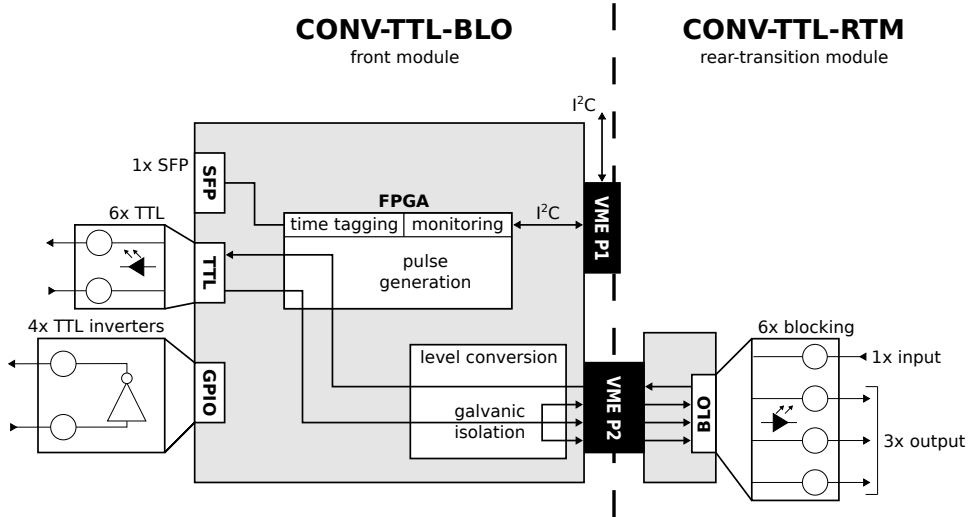 CONV-TTL-BLO
front module
CONV-TTL-RTM
rear-transition module
I²C
1x SFP
SFP
FPGA
time tagging
monitoring
pulse
generation
I²C
VME P1
6x TTL
TTL
4x TTL inverters
GPIO
level conversion
galvanic
isolation
VME P2
BLO
6x blocking
1x input
3x output